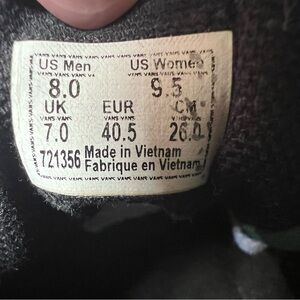 US Men US Women
8.0 9.5
UK EUR CM
7.0 40.5 26.0
721356 Made in Vietnam
Fabrique en Vietnam